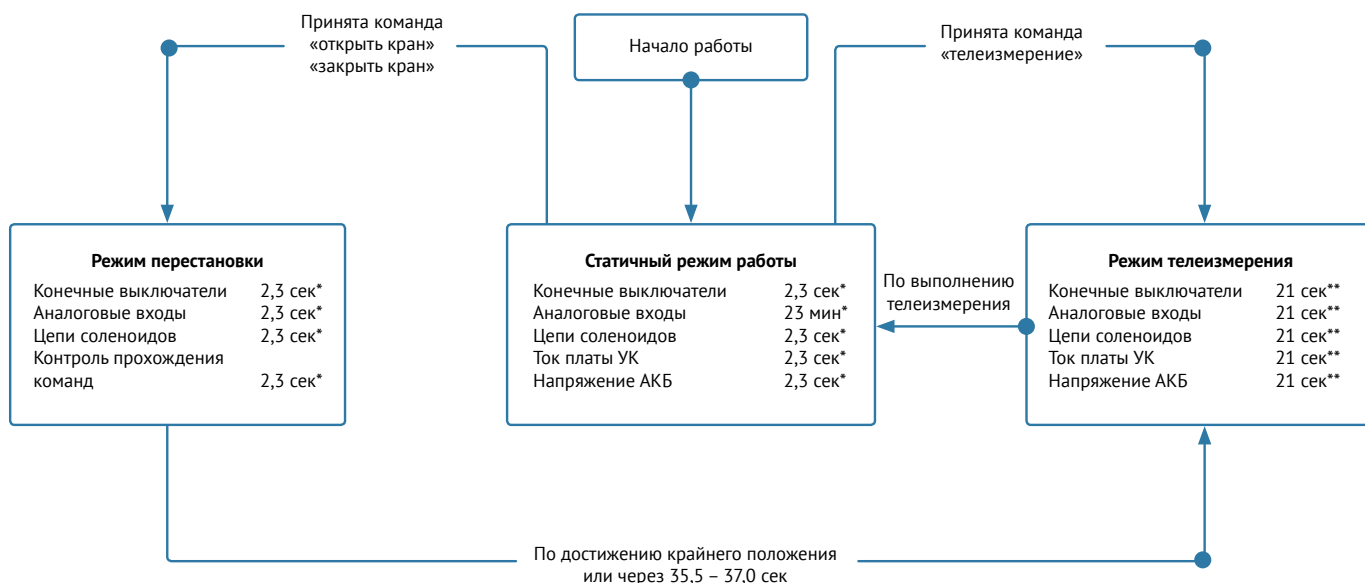 Принята команда
«открыть кран»
«закрыть кран»
Начало работы
Принята команда
«телеизмерение»
Режим перестановки
Конечные выключатели 2,3 сек*
Аналоговые входы 2,3 сек*
Цепи соленоидов 2,3 сек*
Контроль прохождения
команд 2,3 сек*
Статичный режим работы
Конечные выключатели 2,3 сек*
Аналоговые входы 23 мин*
Цепи соленоидов 2,3 сек*
Ток платы УК 2,3 сек*
Напряжение АКБ 2,3 сек*
По выполнению
телеизмерения
Режим телеизмерения
Конечные выключатели 21 сек**
Аналоговые входы 21 сек**
Цепи соленоидов 21 сек**
Ток платы УК 21 сек**
Напряжение АКБ 21 сек**
По достижению крайнего положения
или через 35,5 – 37,0 сек